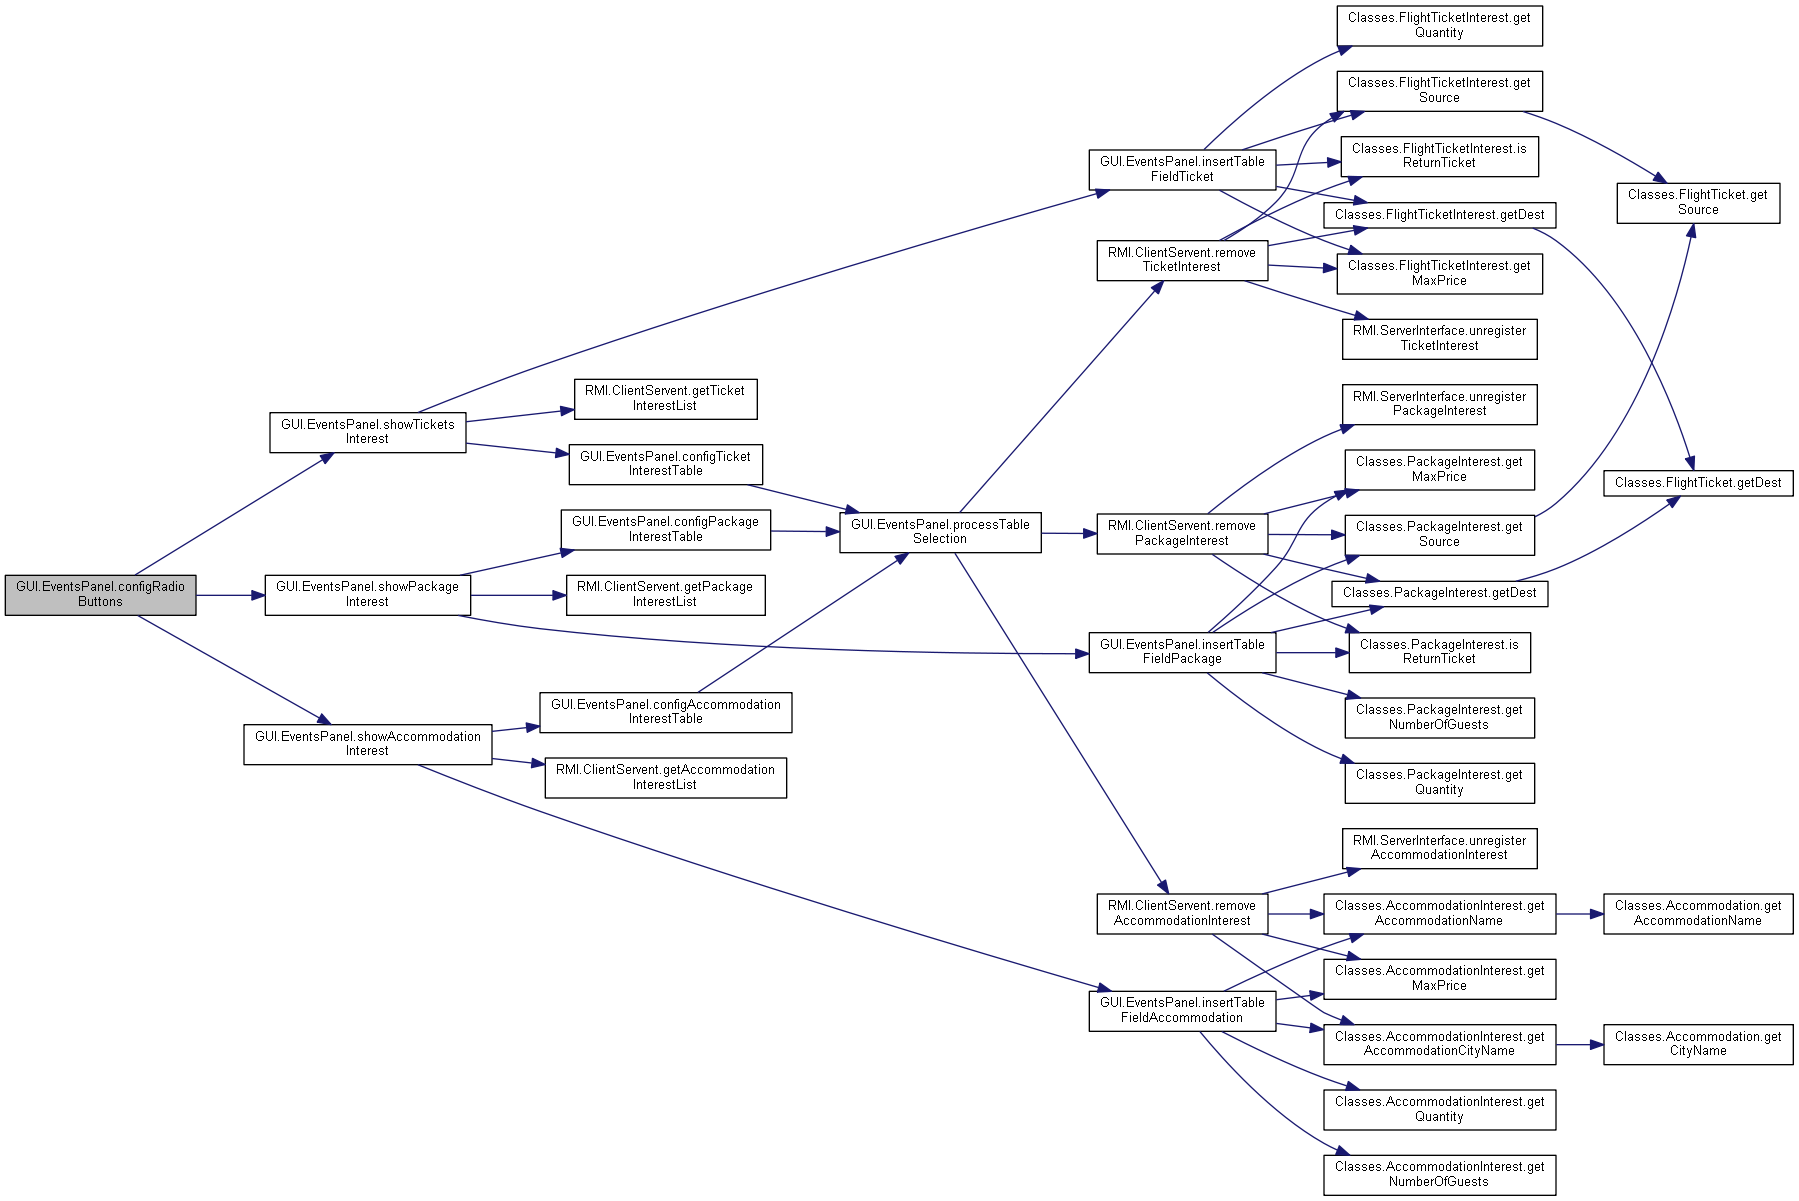 GUI.EventsPanel.configRadio
Buttons
GUI.EventsPanel.showTickets
Interest
GUI.EventsPanel.showPackage
Interest
GUI.EventsPanel.showAccommodation
Interest
RMI.ClientServent.getTicket
InterestList
GUI.EventsPanel.configTicket
InterestTable
GUI.EventsPanel.configPackage
InterestTable
RMI.ClientServent.getPackage
InterestList
GUI.EventsPanel.configAccommodation
InterestTable
RMI.ClientServent.getAccommodation
InterestList
GUI.EventsPanel.processTable
Selection
GUI.EventsPanel.insertTable
FieldTicket
RMI.ClientServent.remove
TicketInterest
RMI.ClientServent.remove
PackageInterest
GUI.EventsPanel.insertTable
FieldPackage
RMI.ClientServent.remove
AccommodationInterest
GUI.EventsPanel.insertTable
FieldAccommodation
Classes.FlightTicketInterest.get
Quantity
Classes.FlightTicketInterest.get
Source
Classes.FlightTicketInterest.is
ReturnTicket
Classes.FlightTicketInterest.getDest
Classes.FlightTicketInterest.get
MaxPrice
RMI.ServerInterface.unregister
TicketInterest
RMI.ServerInterface.unregister
PackageInterest
Classes.PackageInterest.get
MaxPrice
Classes.PackageInterest.get
Source
Classes.PackageInterest.getDest
Classes.PackageInterest.is
ReturnTicket
Classes.PackageInterest.get
NumberOfGuests
Classes.PackageInterest.get
Quantity
RMI.ServerInterface.unregister
AccommodationInterest
Classes.AccommodationInterest.get
AccommodationName
Classes.AccommodationInterest.get
MaxPrice
Classes.AccommodationInterest.get
AccommodationCityName
Classes.AccommodationInterest.get
Quantity
Classes.AccommodationInterest.get
NumberOfGuests
Classes.FlightTicket.get
Source
Classes.FlightTicket.getDest
Classes.Accommodation.get
AccommodationName
Classes.Accommodation.get
CityName